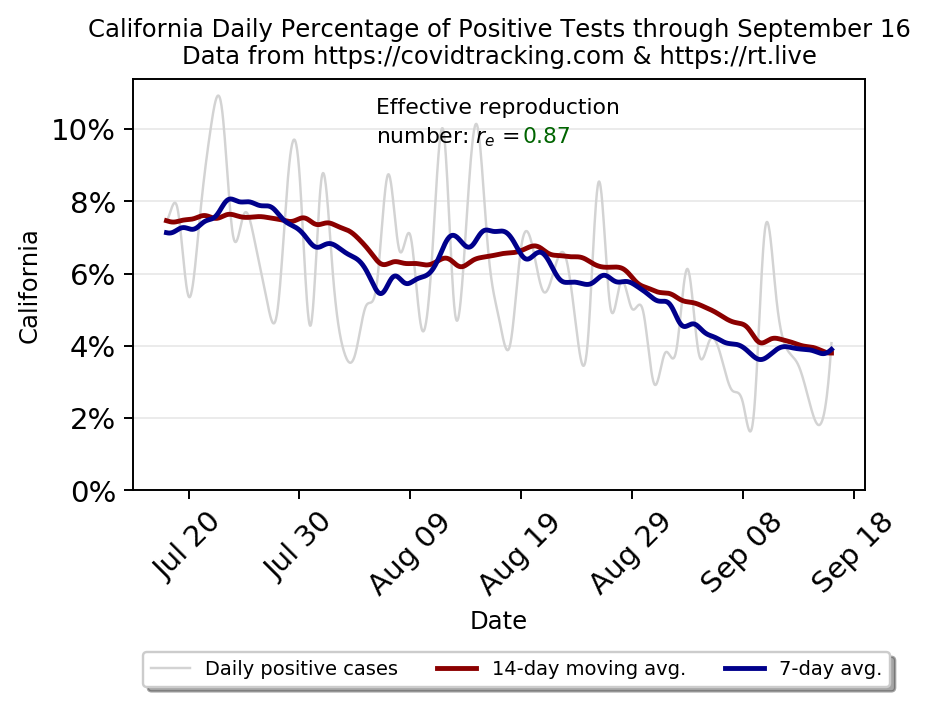 California Daily Percentage of Positive Tests through September 16
Data from https://covidtracking.com & https://rt.live
Effective reproduction
number: r_e = 0.87
10%
8%
6%
4%
2%
0%
California
Jul 20
Jul 30
Aug 09
Aug 19
Aug 29
Sep 08
Sep 18
Date
Daily positive cases
14-day moving avg.
7-day avg.